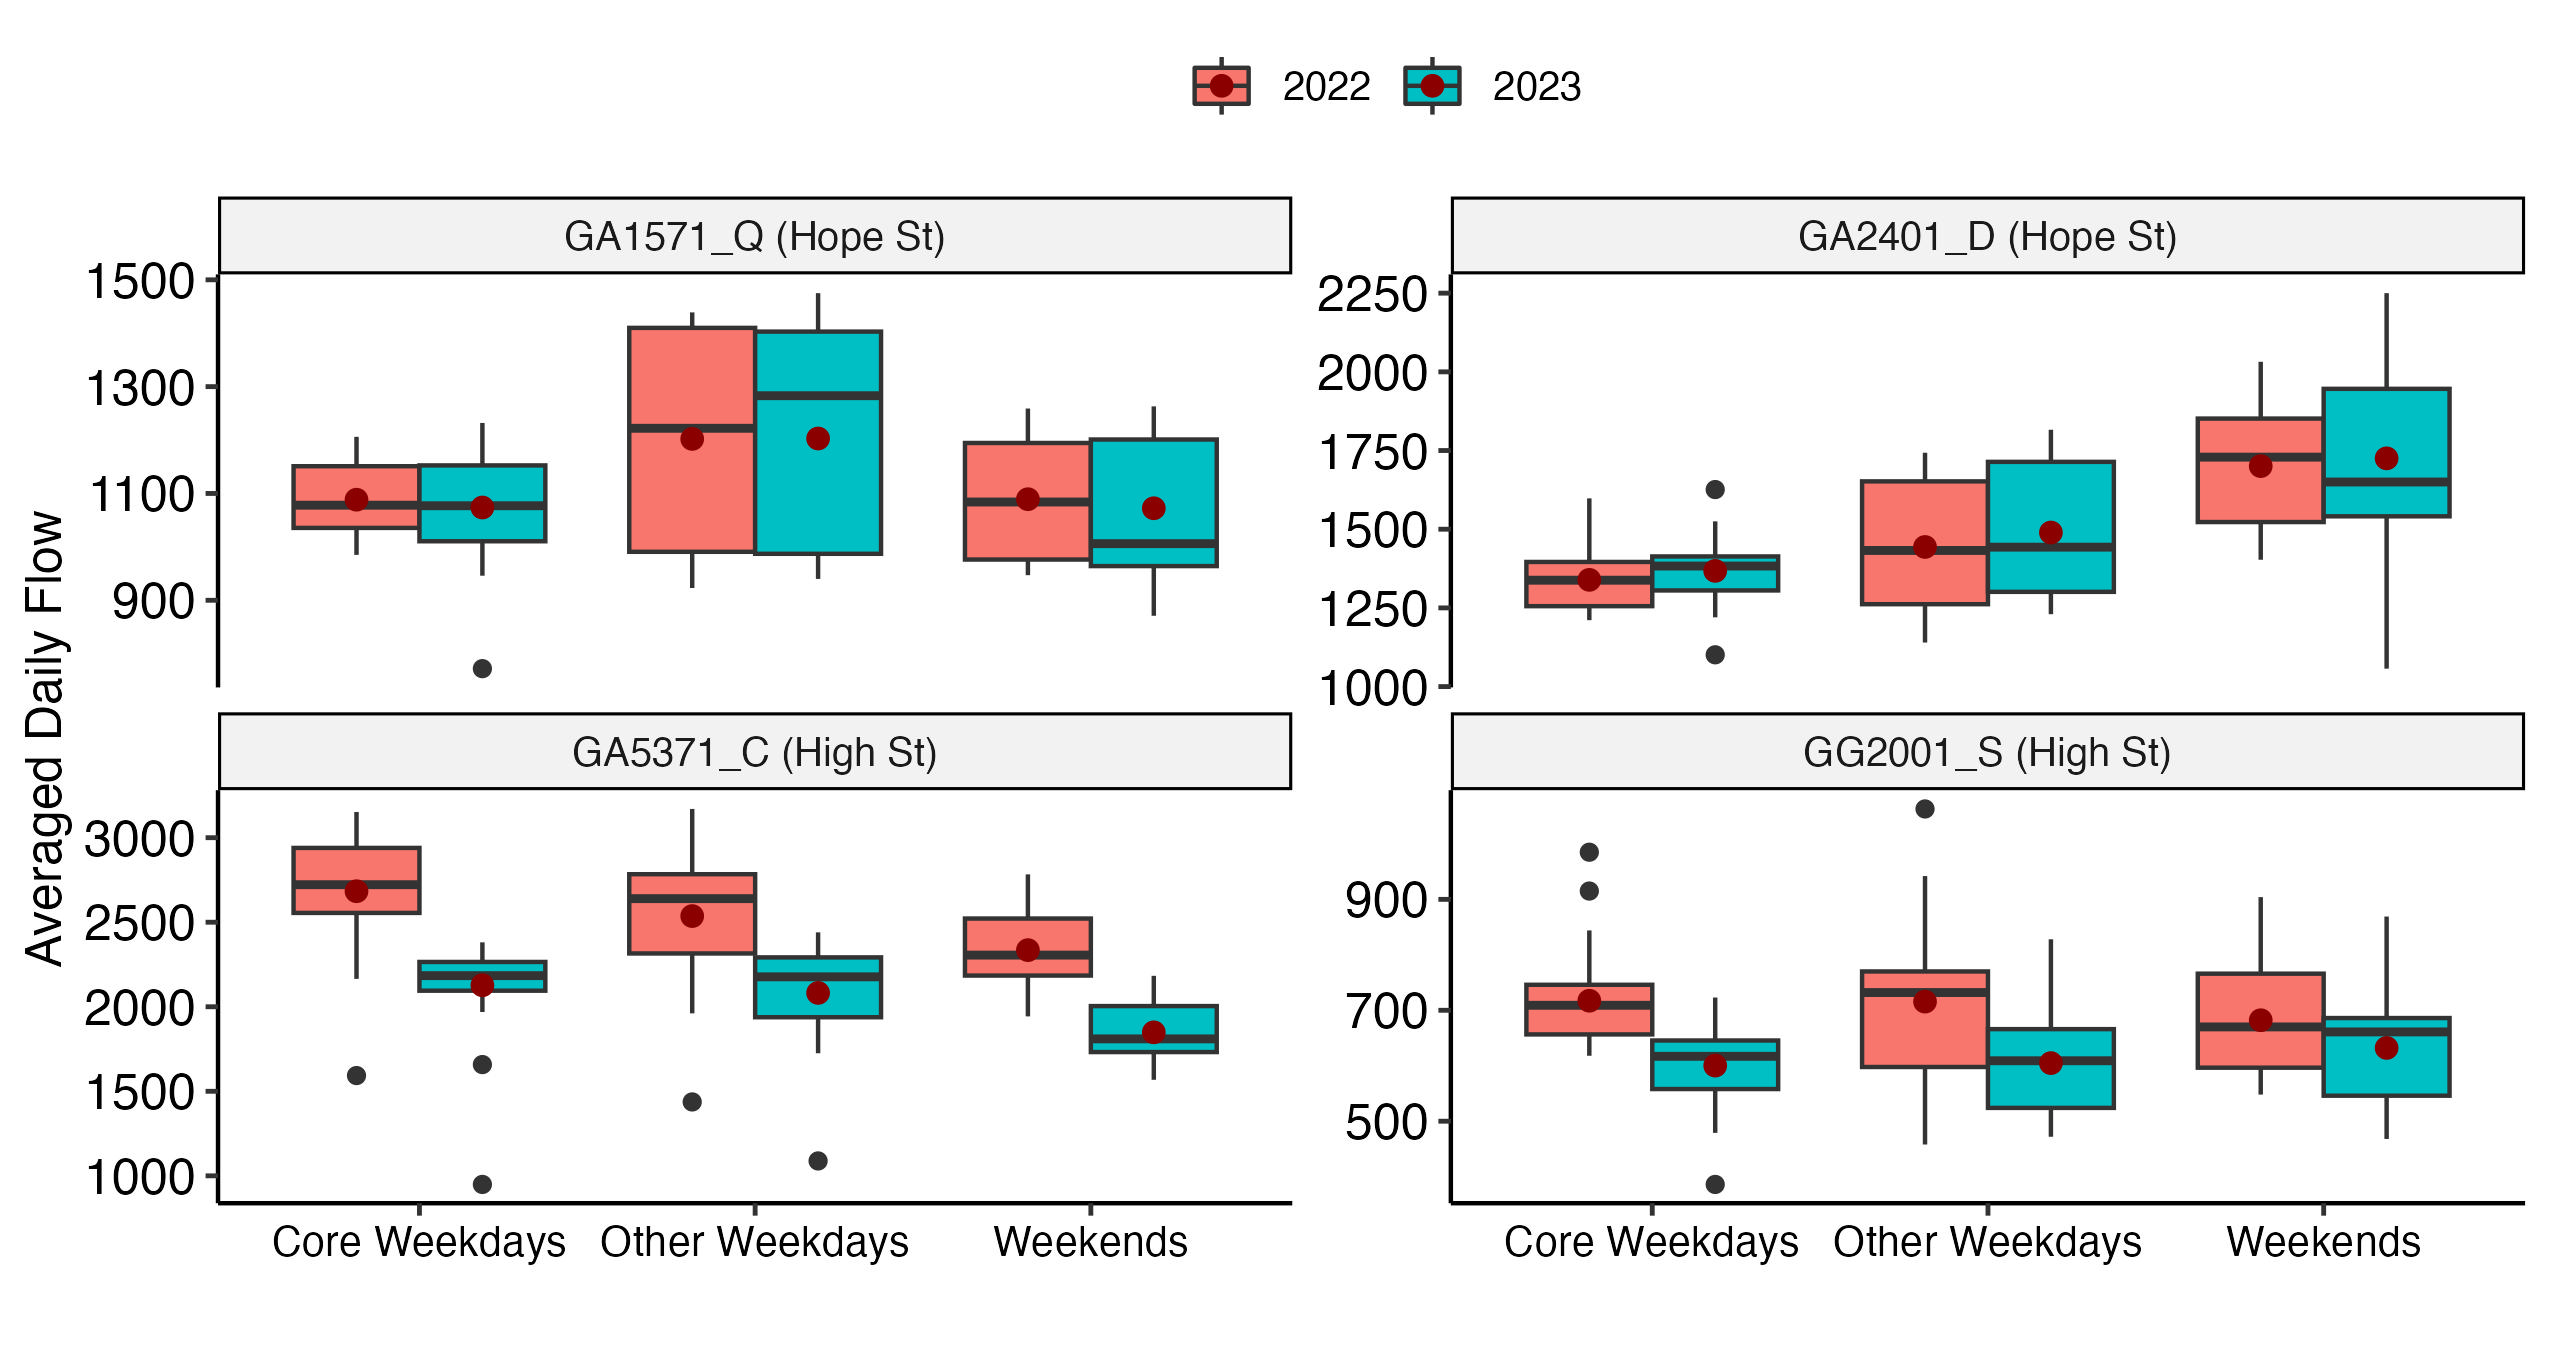 2022
2023
GA1571_Q (Hope St)
GA2401_D (Hope St)
1500
1300
1100
900
2250
2000
1750
1500
1250
1000
Averaged Daily Flow
GA5371_C (High St)
GG2001_S (High St)
3000
2500
2000
1500
1000
900
700
500
Core Weekdays
Other Weekdays
Weekends
Core Weekdays
Other Weekdays
Weekends